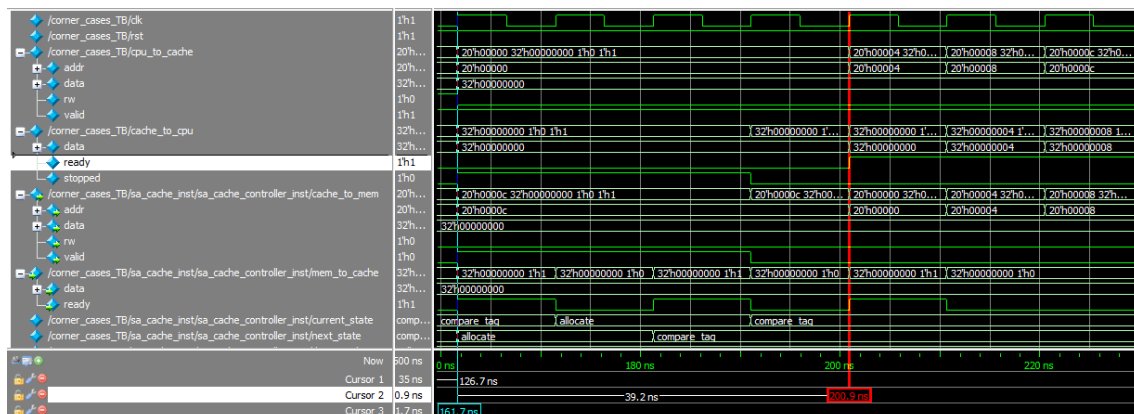 /corner_cases_TB/clk 1'h1
/corner_cases_TB/rst 1'h1
/corner_cases_TB/cpu_to_cache 20'h... 20'h00000 32'h00000000 1'h0 1'h1 20'h00004 32'h0... 20'h00008 32'h0... 20'h0000c 32'h0...
addr 20'h... 20'h00000 20'h00004 20'h00008 20'h0000c
data 32'h... 32'h00000000
rw 1'h0
valid 1'h1
/corner_cases_TB/cache_to_cpu 32'h... 32'h00000000 1'h0 1'h1 32'h00000000 1'... 32'h00000000 1'... 32'h00000004 1'... 32'h00000008 1...
data 32'h... 32'h00000000 32'h00000000 32'h00000004 32'h00000008
ready 1'h1
stopped 1'h0
/corner_cases_TB/sa_cache_inst/sa_cache_controller_inst/cache_to_mem 20'h... 20'h0000c 32'h00000000 1'h0 1'h1 20'h0000c 32'h00... 20'h00000 32'h0... 20'h00004 32'h0... 20'h00008 32'h...
addr 20'h... 20'h0000c 20'h00000 20'h00004 20'h00008
data 32'h... 32'h00000000
rw 1'h0
valid 1'h0
/corner_cases_TB/sa_cache_inst/sa_cache_controller_inst/mem_to_cache 32'h... 32'h00000000 1'h1 32'h00000000 1'h0 32'h00000000 1'h1 32'h00000000 1'h0 32'h00000000 1'h1 32'h00000000 1'h0
data 32'h... 32'h00000000
ready 1'h1
/corner_cases_TB/sa_cache_inst/sa_cache_controller_inst/current_state comp... compare_tag allocate compare_tag
/corner_cases_TB/sa_cache_inst/sa_cache_controller_inst/next_state comp... allocate compare_tag
Now 500 ns 0 ns 180 ns 200 ns 220 ns
Cursor 1 35 ns 126.7 ns
Cursor 2 0.9 ns 39.2 ns 200.9 ns
Cursor 3 1.7 ns 161.7 ns